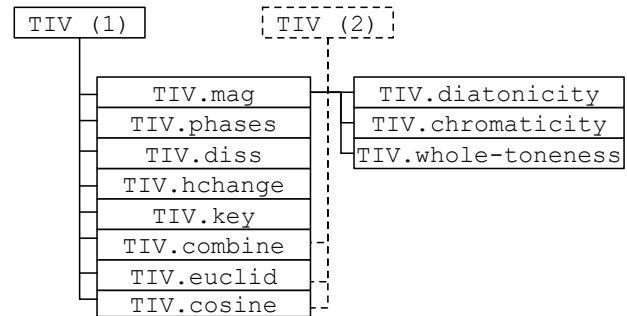 TIV (1)
TIV (2)
TIV.mag
TIV.phases
TIV.diss
TIV.hchange
TIV.key
TIV.combine
TIV.euclid
TIV.cosine
TIV.diatonicity
TIV.chromaticity
TIV.whole-toneness